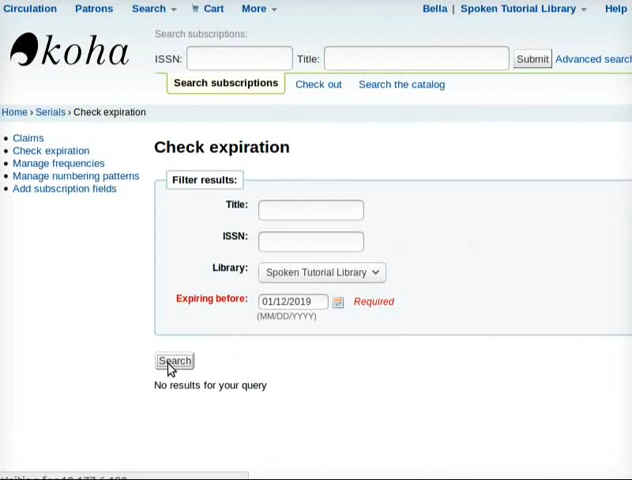 Circulation Patrons Search Cart More Bella | Spoken Tutorial Library Help
koha
Search subscriptions:
ISSN: Title: Submit Advanced search
Search subscriptions Check out Search the catalog
Home › Serials › Check expiration
Claims
Check expiration
Manage frequencies
Manage numbering patterns
Add subscription fields
Check expiration
Filter results:
Title:
ISSN:
Library: Spoken Tutorial Library
Expiring before: 01/12/2019 Required
(MM/DD/YYYY)
Search
No results for your query